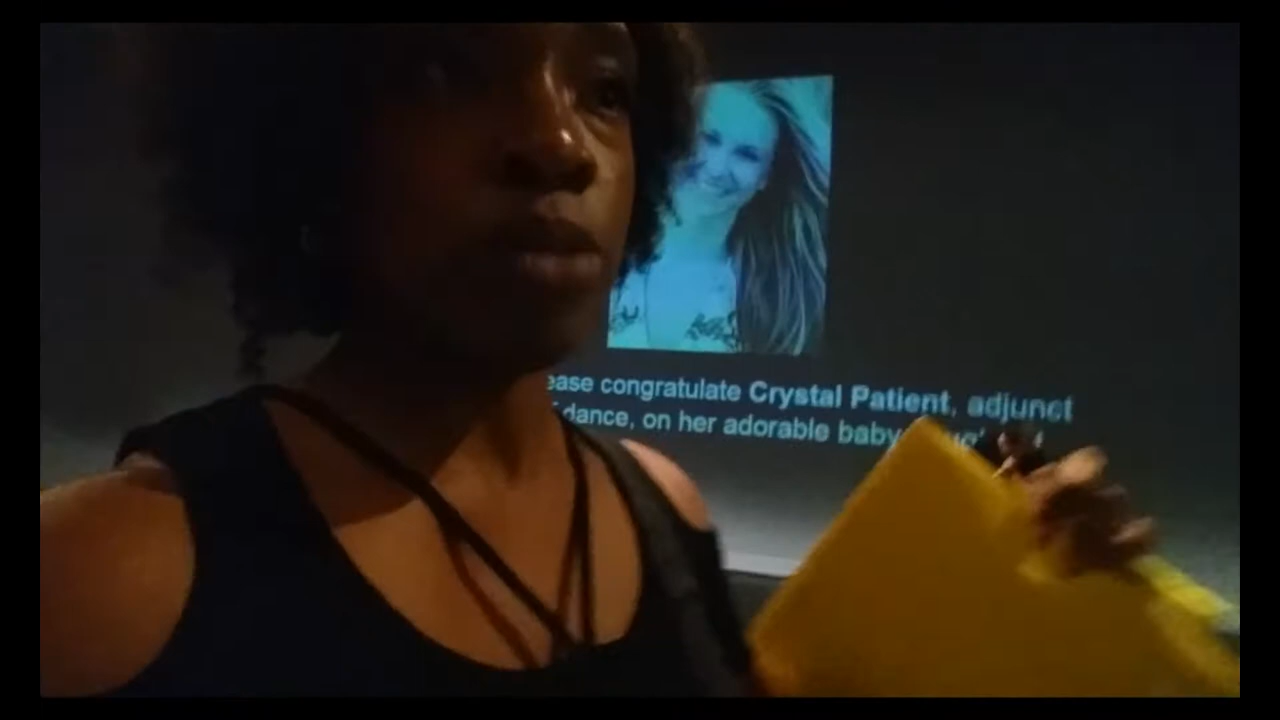 ease congratulate Crystal Patient, adjunct
dance, on her adorable baby